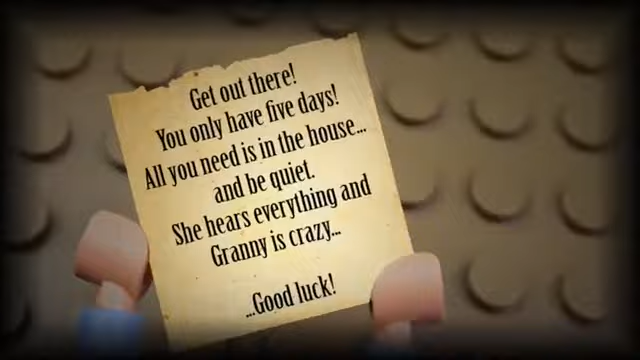 Get out there!
You only have five days!
All you need is in the house...
and be quiet.
She hears everything and
Granny is crazy...
...Good luck!